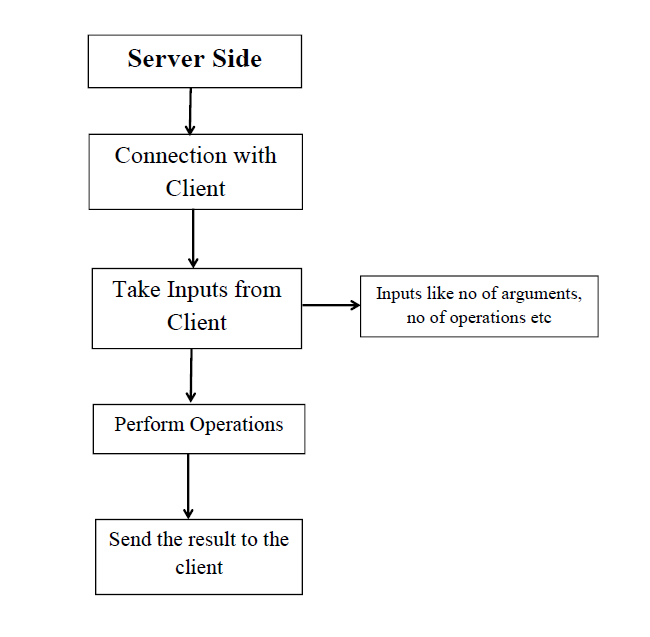 Server Side
Connection with
Client
Take Inputs from
Client
Inputs like no of arguments,
no of operations etc
Perform Operations
Send the result to the
client